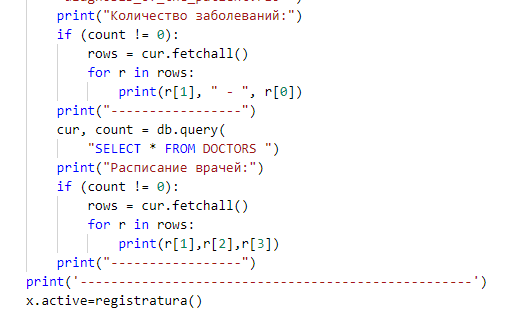 print("Количество заболеваний:")
if (count != 0):
rows = cur.fetchall()
for r in rows:
print(r[1], " - ", r[0])
print("-----------------")
cur, count = db.query(
"SELECT * FROM DOCTORS ")
print("Расписание врачей:")
if (count != 0):
rows = cur.fetchall()
for r in rows:
print(r[1],r[2],r[3])
print("-----------------")
print('---------------------------------------------------')
x.active=registratura()